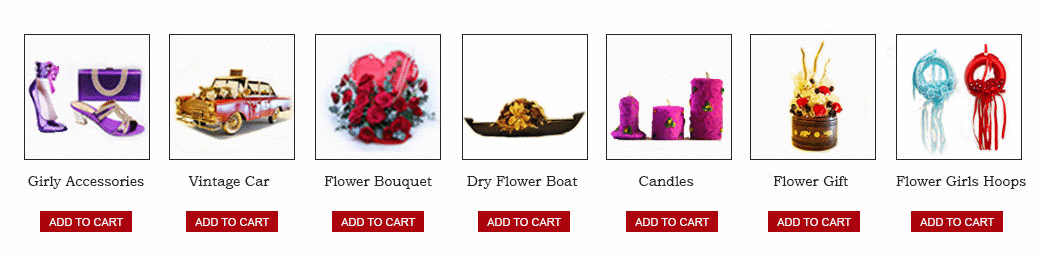 Girly Accessories
Vintage Car
Flower Bouquet
Dry Flower Boat
Candles
Flower Gift
Flower Girls Hoops
ADD TO CART
ADD TO CART
ADD TO CART
ADD TO CART
ADD TO CART
ADD TO CART
ADD TO CART